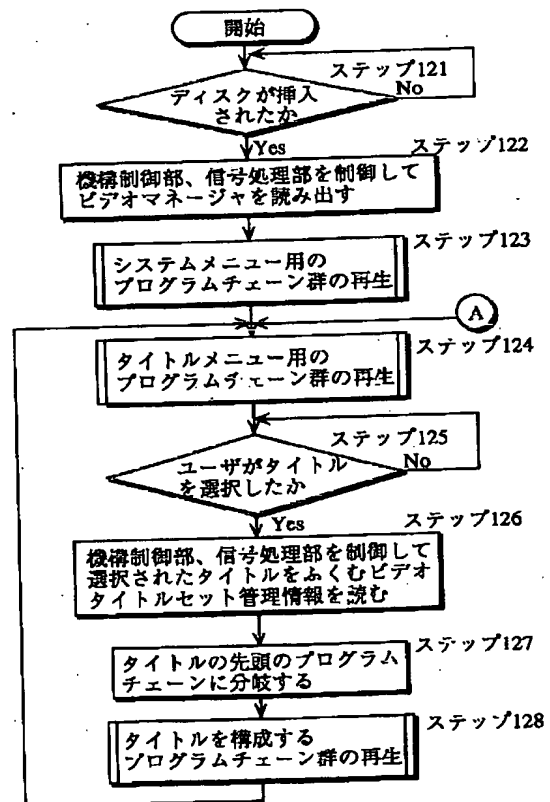 開始
ステップ121
ディスクが挿入
されたか
No
Yes
ステップ122
機構制御部、信号処理部を制御して
ビデオマネージャを読み出す
ステップ123
システムメニュー用の
プログラムチェーン群の再生
A
ステップ124
タイトルメニュー用の
プログラムチェーン群の再生
ステップ125
ユーザがタイトル
を選択したか
No
Yes
ステップ126
機構制御部、信号処理部を制御して
選択されたタイトルをふくむビデオ
タイトルセット管理情報を読む
ステップ127
タイトルの先頭のプログラム
チェーンに分岐する
ステップ128
タイトルを構成する
プログラムチェーン群の再生